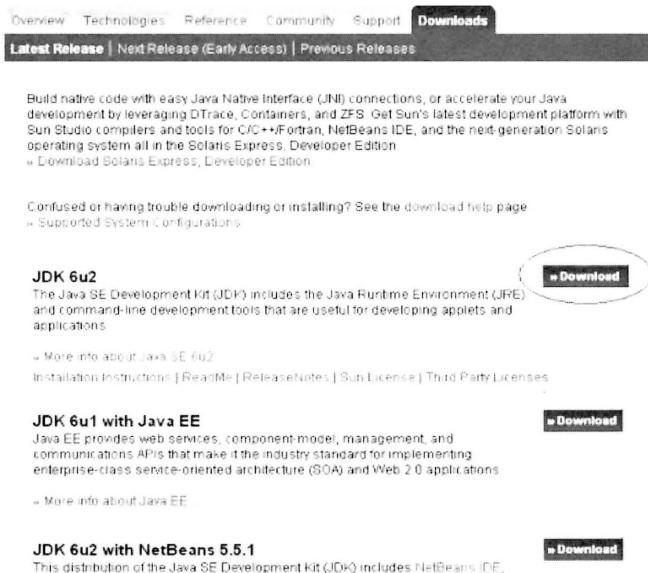 Overview Technologies Reference Community Support Downloads
Latest Release | Next Release (Early Access) | Previous Releases
Build native code with easy Java Native Interface (JNI) connections, or accelerate your Java
development by leveraging DTrace, Containers, and ZFS. Get Sun's latest development platform with
Sun Studio compilers and tools for C/C++/Fortran, NetBeans IDE, and the next-generation Solaris
operating system all in the Solaris Express, Developer Edition
» Download Solaris Express, Developer Edition
Confused or having trouble downloading or installing? See the download help page
» Supported System Configurations
JDK 6u2
» Download
The Java SE Development Kit (JDK) includes the Java Runtime Environment (JRE)
and command-line development tools that are useful for developing applets and
applications
» More info about Java SE 6u2
Installation Instructions | ReadMe | ReleaseNotes | Sun License | Third Party Licenses
JDK 6u1 with Java EE
» Download
Java EE provides web services, component-model, management, and
communications APIs that make it the industry standard for implementing
enterprise-class service-oriented architecture (SOA) and Web 2.0 applications
» More info about Java EE
JDK 6u2 with NetBeans 5.5.1
» Download
This distribution of the Java SE Development Kit (JDK) includes NetBeans IDE,